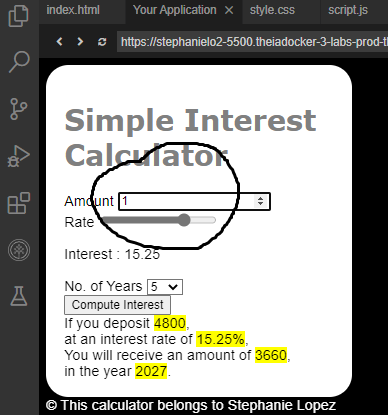 index.html Your Application style.css script.js
https://stephanielo2-5500.theiadocker-3-labs-prod-th
Simple Interest
Calculator
Amount 1
Rate
Interest : 15.25
No. of Years 5
Compute Interest
If you deposit 4800,
at an interest rate of 15.25%,
You will receive an amount of 3660,
in the year 2027.
© This calculator belongs to Stephanie Lopez